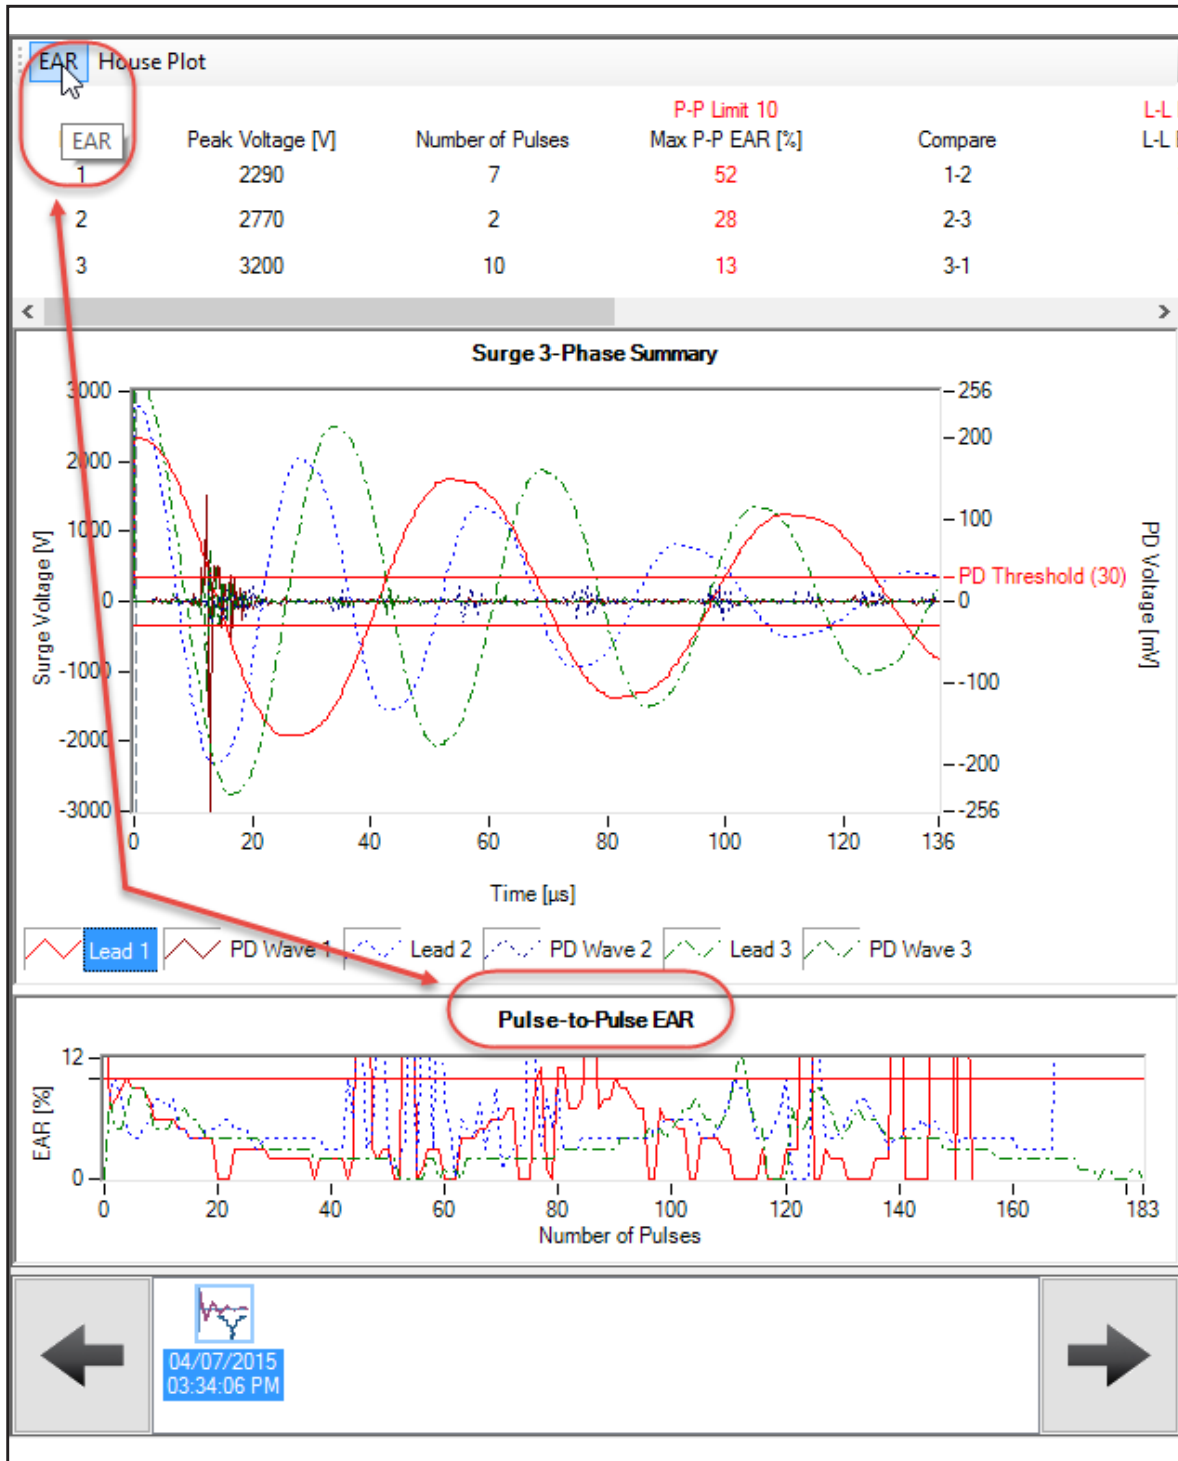 EAR House Plot
P-P Limit 10 L-L
EAR Peak Voltage [V] Number of Pulses Max P-P EAR [%] Compare L-L
1 2290 7 52 1-2
2 2770 2 28 2-3
3 3200 10 13 3-1
Surge 3-Phase Summary
3000 256
200
2000
1000 100
PD Threshold (30)
0 0
-1000 -100
-2000
-200
-3000 -256
Surge Voltage [V]
PD Voltage [mV]
0 20 40 60 80 100 120 136
Time [µs]
Lead 1 PD Wave 1 Lead 2 PD Wave 2 Lead 3 PD Wave 3
Pulse-to-Pulse EAR
12
EAR [%]
0
0 20 40 60 80 100 120 140 160 183
Number of Pulses
04/07/2015
03:34:06 PM